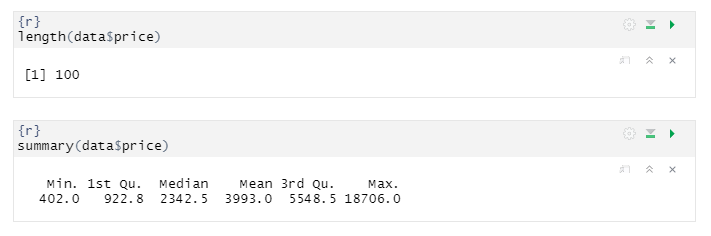 {r}
length(data$price)
[1] 100
{r}
summary(data$price)
Min. 1st Qu. Median Mean 3rd Qu. Max.
402.0 922.8 2342.5 3993.0 5548.5 18706.0